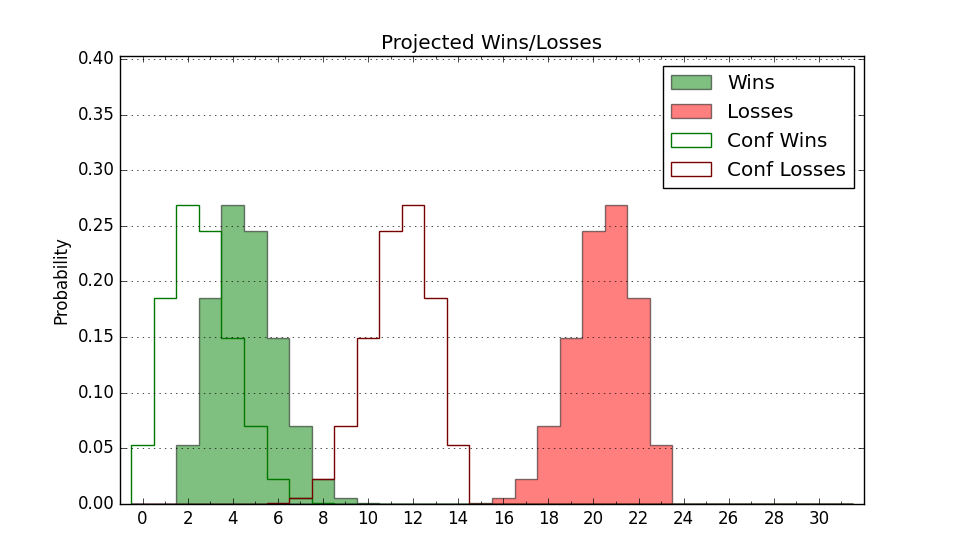 Projected Wins/Losses
0.40
0.35
0.30
0.25
0.20
0.15
0.10
0.05
0.00
Probability
Wins
Losses
Conf Wins
Conf Losses
0 2 4 6 8 10 12 14 16 18 20 22 24 26 28 30